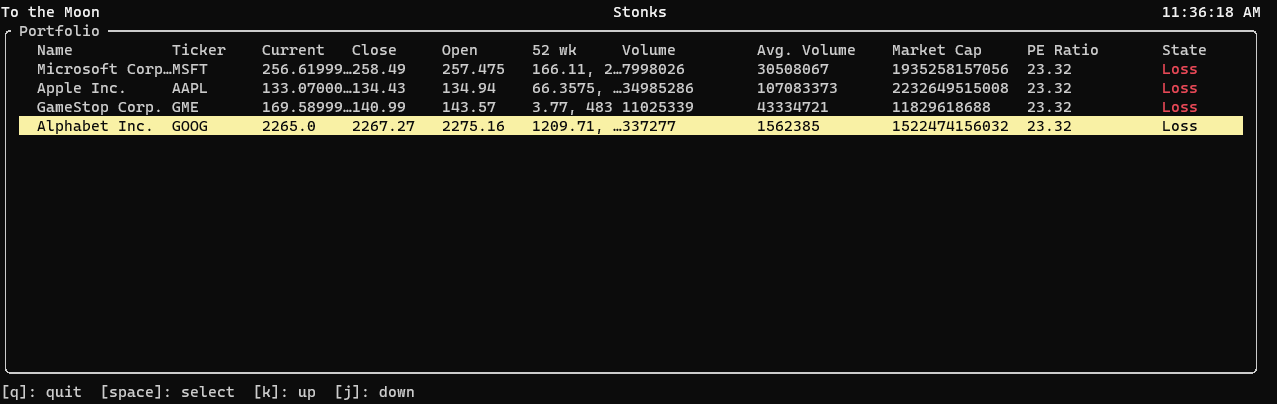 To the Moon Stonks 11:36:18 AM
Portfolio
Name Ticker Current Close Open 52 wk Volume Avg. Volume Market Cap PE Ratio State
Microsoft Corp…MSFT 256.61999…258.49 257.475 166.11, 2…7998026 30508067 1935258157056 23.32 Loss
Apple Inc. AAPL 133.07000…134.43 134.94 66.3575, …34985286 107083373 2232649515008 23.32 Loss
GameStop Corp. GME 169.58999…140.99 143.57 3.77, 483 11025339 43334721 11829618688 23.32 Loss
Alphabet Inc. GOOG 2265.0 2267.27 2275.16 1209.71, …337277 1562385 1522474156032 23.32 Loss
[q]: quit [space]: select [k]: up [j]: down